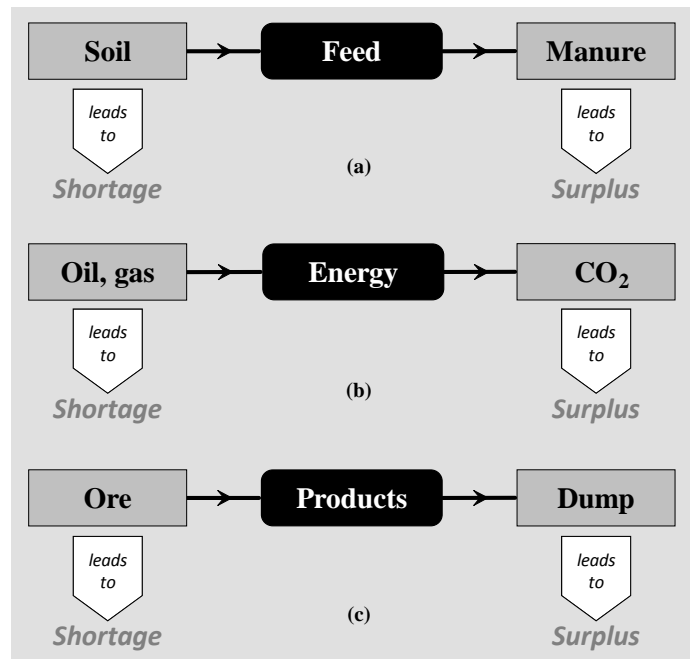 Soil Feed Manure
leads to leads to
Shortage (a) Surplus
Oil, gas Energy CO₂
leads to leads to
Shortage (b) Surplus
Ore Products Dump
leads to leads to
Shortage (c) Surplus